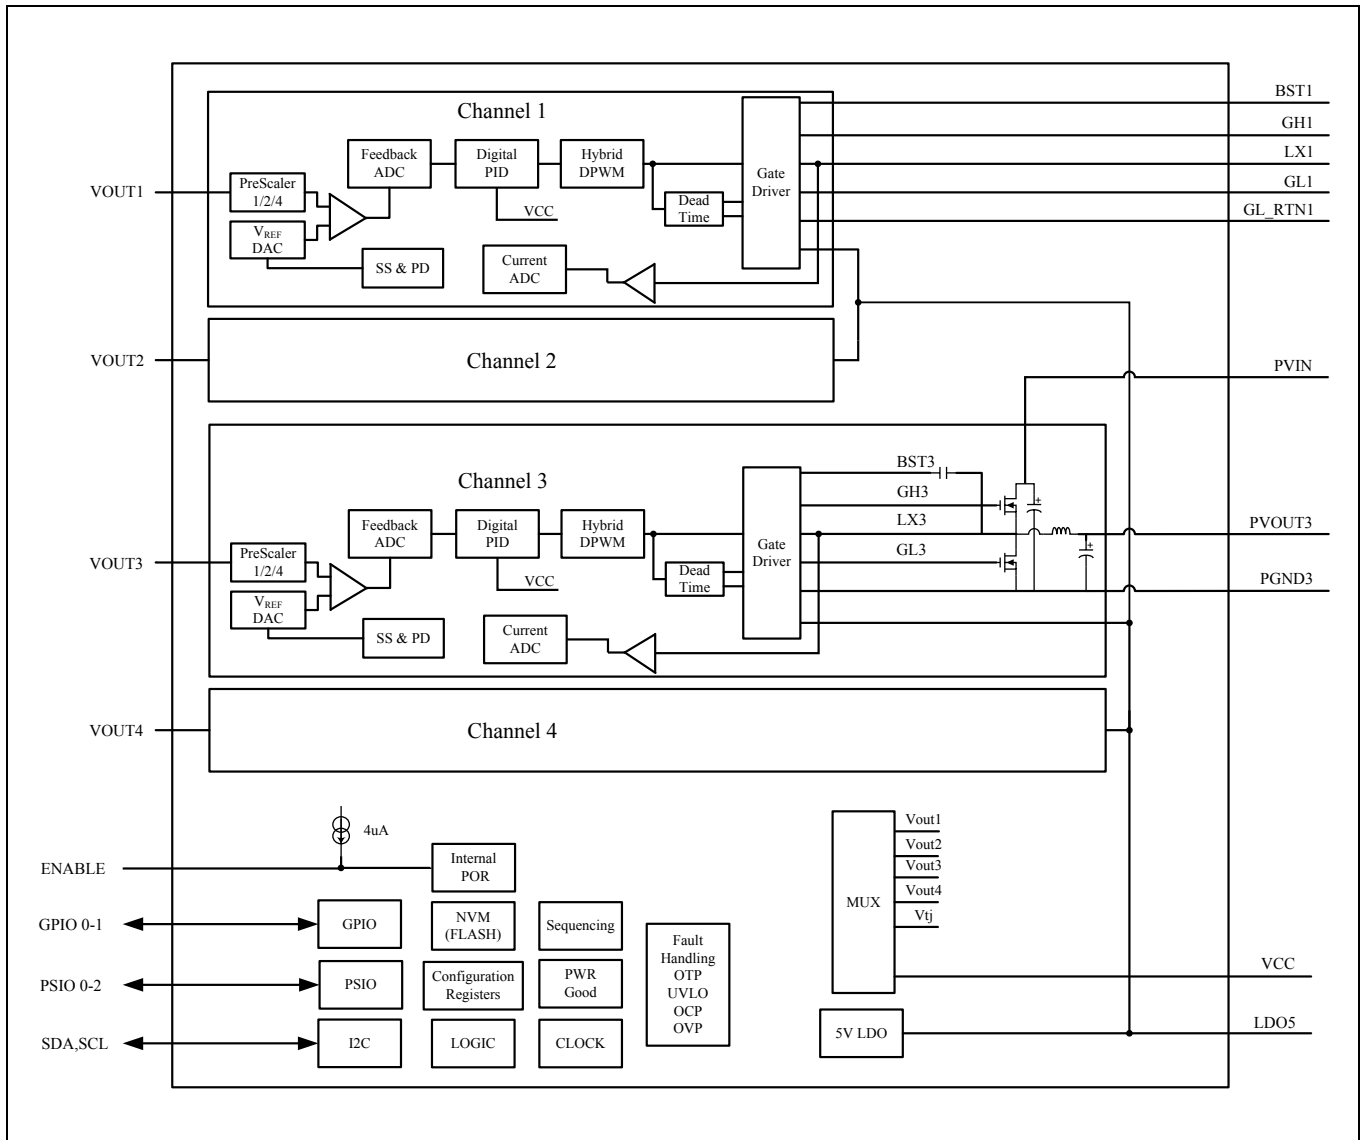 BST1
Channel 1
GH1
Feedback
ADC
Digital
PID
Hybrid
DPWM
LX1
Gate
Driver
VOUT1
PreScaler
1/2/4
GL1
Dead
Time
VCC
GL_RTN1
VREF
DAC
SS & PD
Current
ADC
VOUT2
Channel 2
PVIN
BST3
Channel 3
GH3
Feedback
ADC
Digital
PID
Hybrid
DPWM
LX3
+
PVOUT3
Gate
Driver
GL3
+
VOUT3
PreScaler
1/2/4
Dead
Time
VCC
PGND3
VREF
DAC
SS & PD
Current
ADC
VOUT4
Channel 4
4uA
Vout1
Vout2
Vout3
Vout4
Vtj
MUX
ENABLE
Internal
POR
GPIO 0-1
GPIO
NVM
(FLASH)
Sequencing
Fault
Handling
OTP
UVLO
OCP
OVP
PSIO 0-2
PSIO
Configuration
Registers
PWR
Good
VCC
SDA,SCL
I2C
LOGIC
CLOCK
5V LDO
LDO5